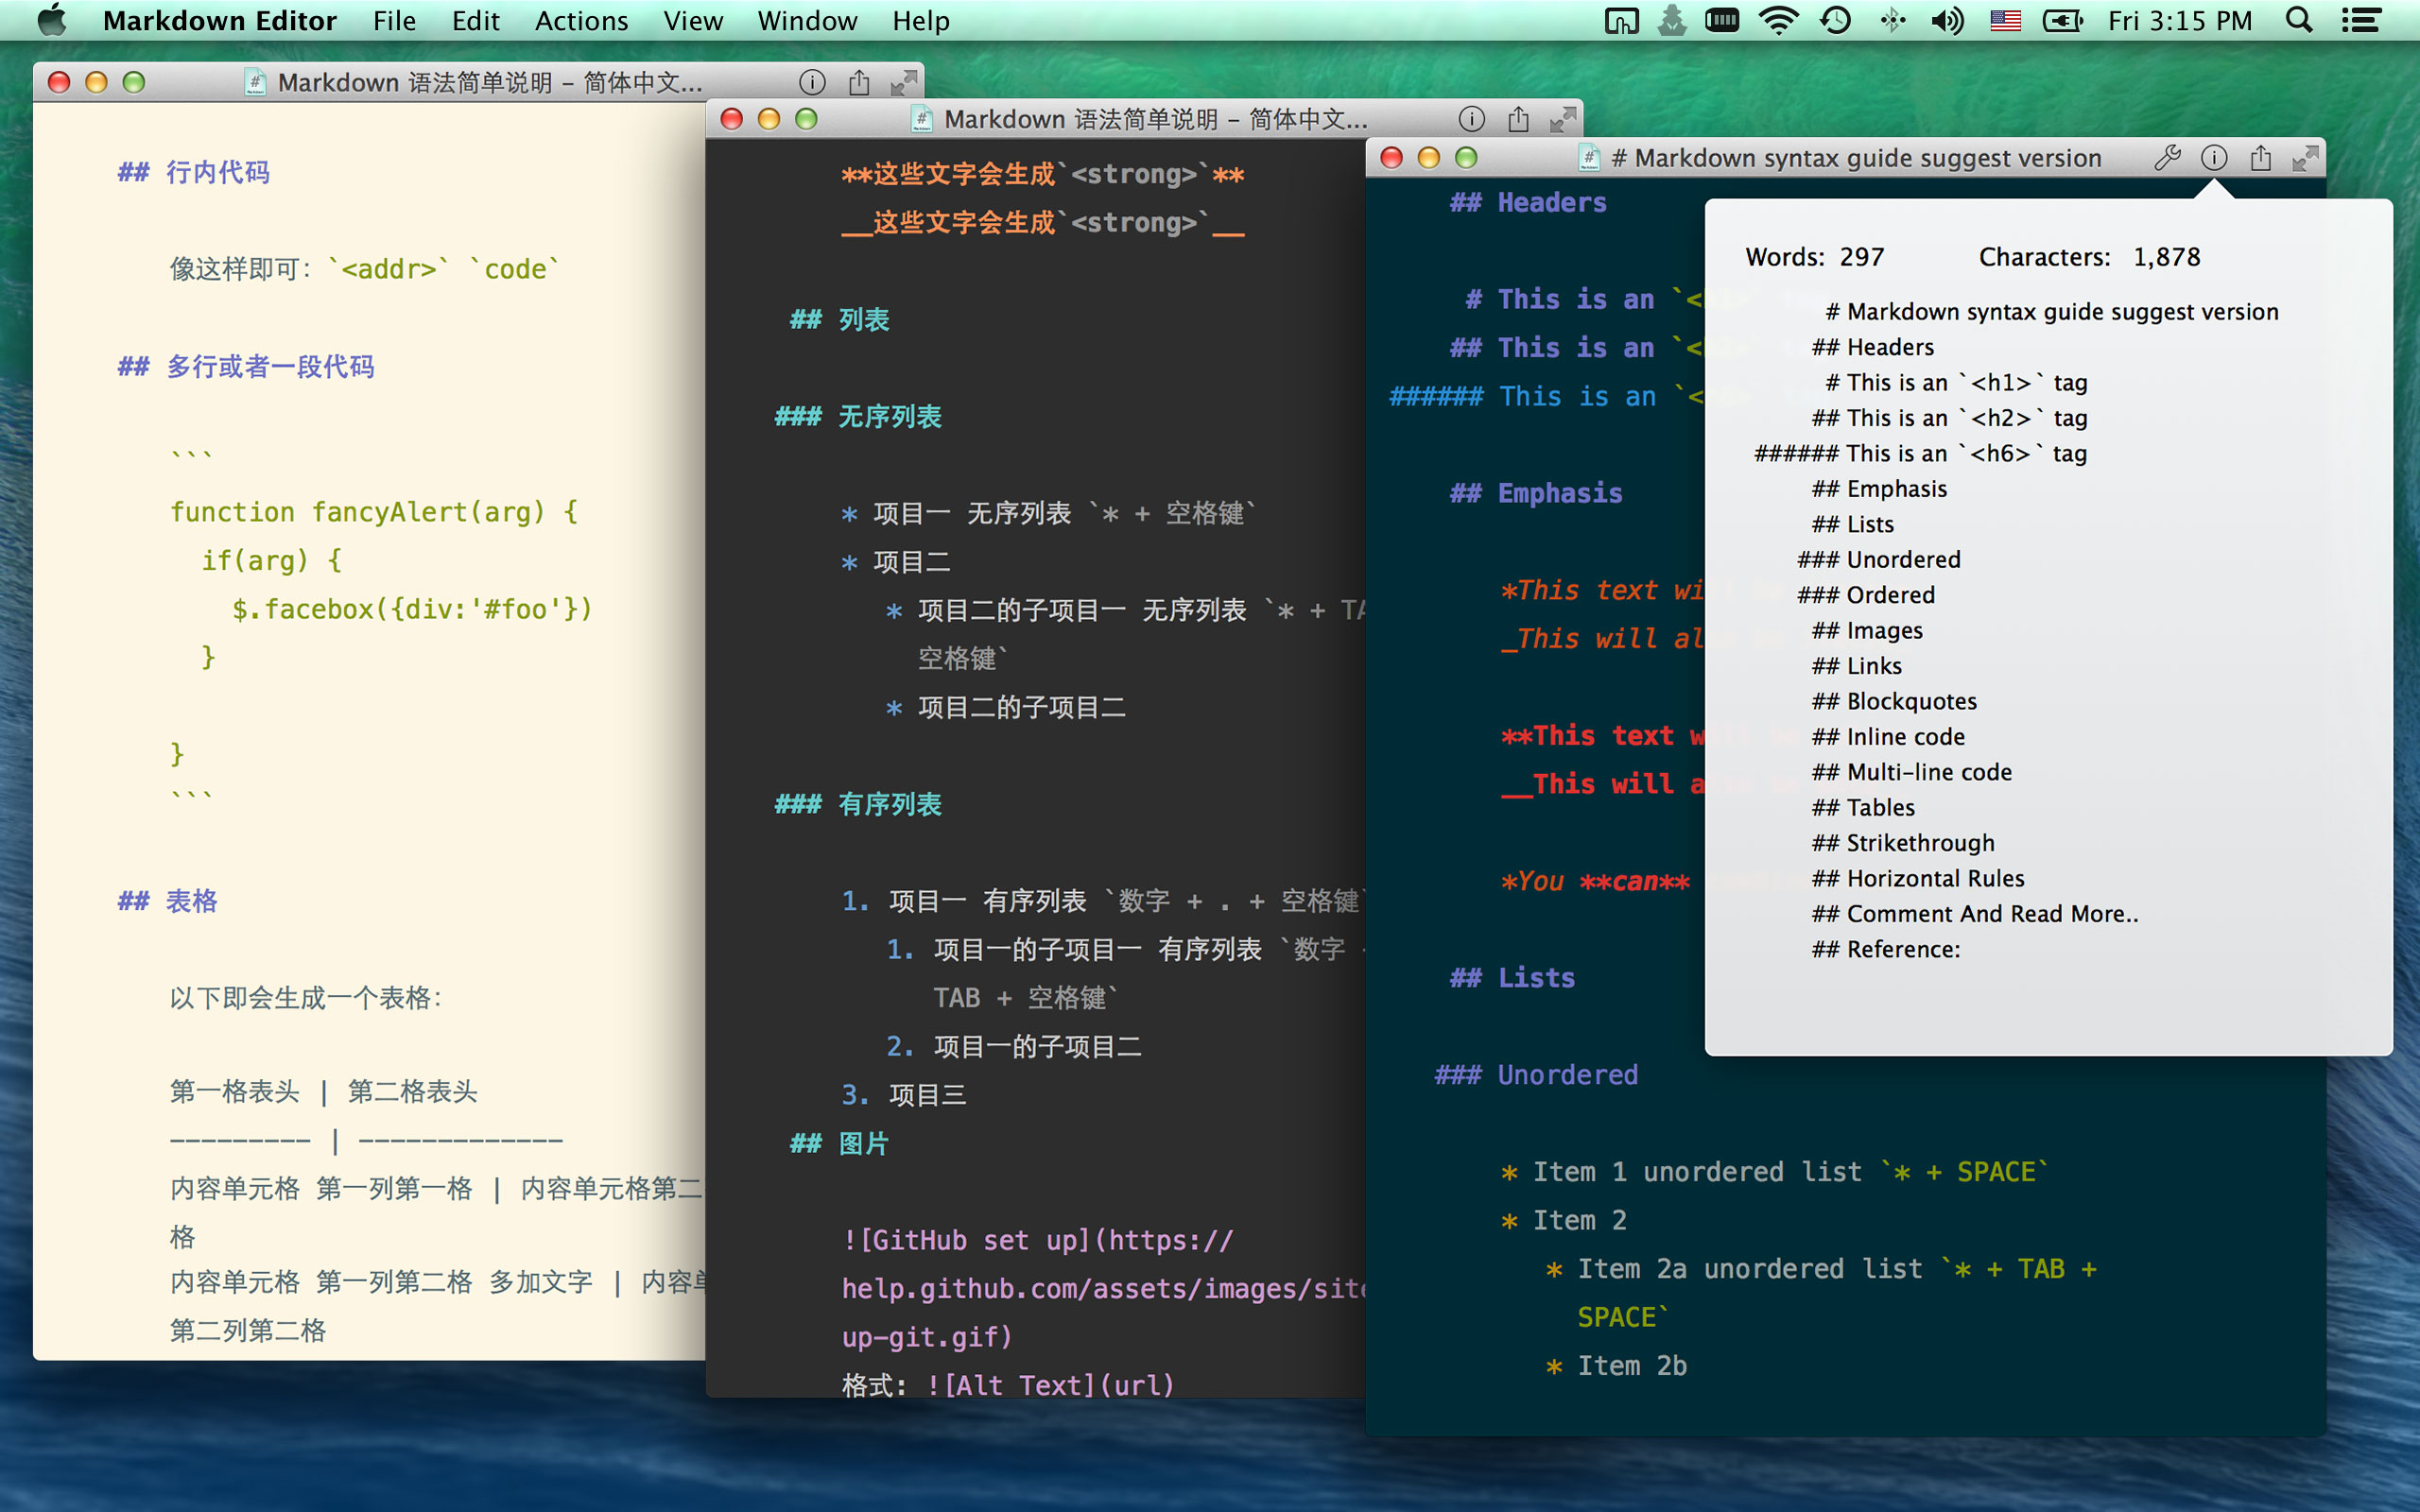 Markdown Editor File Edit Actions View Window Help Fri 3:15 PM
Markdown 语法简单说明 – 简体中文...
## 行内代码
像这样即可: `<addr>` `code`
## 多行或者一段代码
```
function fancyAlert(arg) {
  if(arg) {
    $.facebox({div:'#foo'})
  }
}
```
## 表格
以下即会生成一个表格:
第一格表头 | 第二格表头
--------- | -------------
内容单元格 第一列第一格 | 内容单元格第二
格
内容单元格 第一列第二格 多加文字 | 内容单
第二列第二格
Markdown 语法简单说明 – 简体中文...
**这些文字会生成`<strong>`**
__这些文字会生成`<strong>`__
## 列表
### 无序列表
* 项目一 无序列表 `* + 空格键`
* 项目二
* 项目二的子项目一 无序列表 `* + TA
空格键`
* 项目二的子项目二
### 有序列表
1. 项目一 有序列表 `数字 + . + 空格键`
1. 项目一的子项目一 有序列表 `数字
TAB + 空格键`
2. 项目一的子项目二
3. 项目三
## 图片
![GitHub set up](https://
help.github.com/assets/images/site
up-git.gif)
格式: ![Alt Text](url)
# Markdown syntax guide suggest version
## Headers
# This is an `<
## This is an `<
###### This is an `<
## Emphasis
*This text wi
_This will al
**This text w
__This will a
*You **can**
## Lists
### Unordered
* Item 1 unordered list `* + SPACE`
* Item 2
* Item 2a unordered list `* + TAB +
SPACE`
* Item 2b
Words: 297 Characters: 1,878
# Markdown syntax guide suggest version
## Headers
# This is an `<h1>` tag
## This is an `<h2>` tag
###### This is an `<h6>` tag
## Emphasis
## Lists
### Unordered
### Ordered
## Images
## Links
## Blockquotes
## Inline code
## Multi-line code
## Tables
## Strikethrough
## Horizontal Rules
## Comment And Read More..
## Reference: